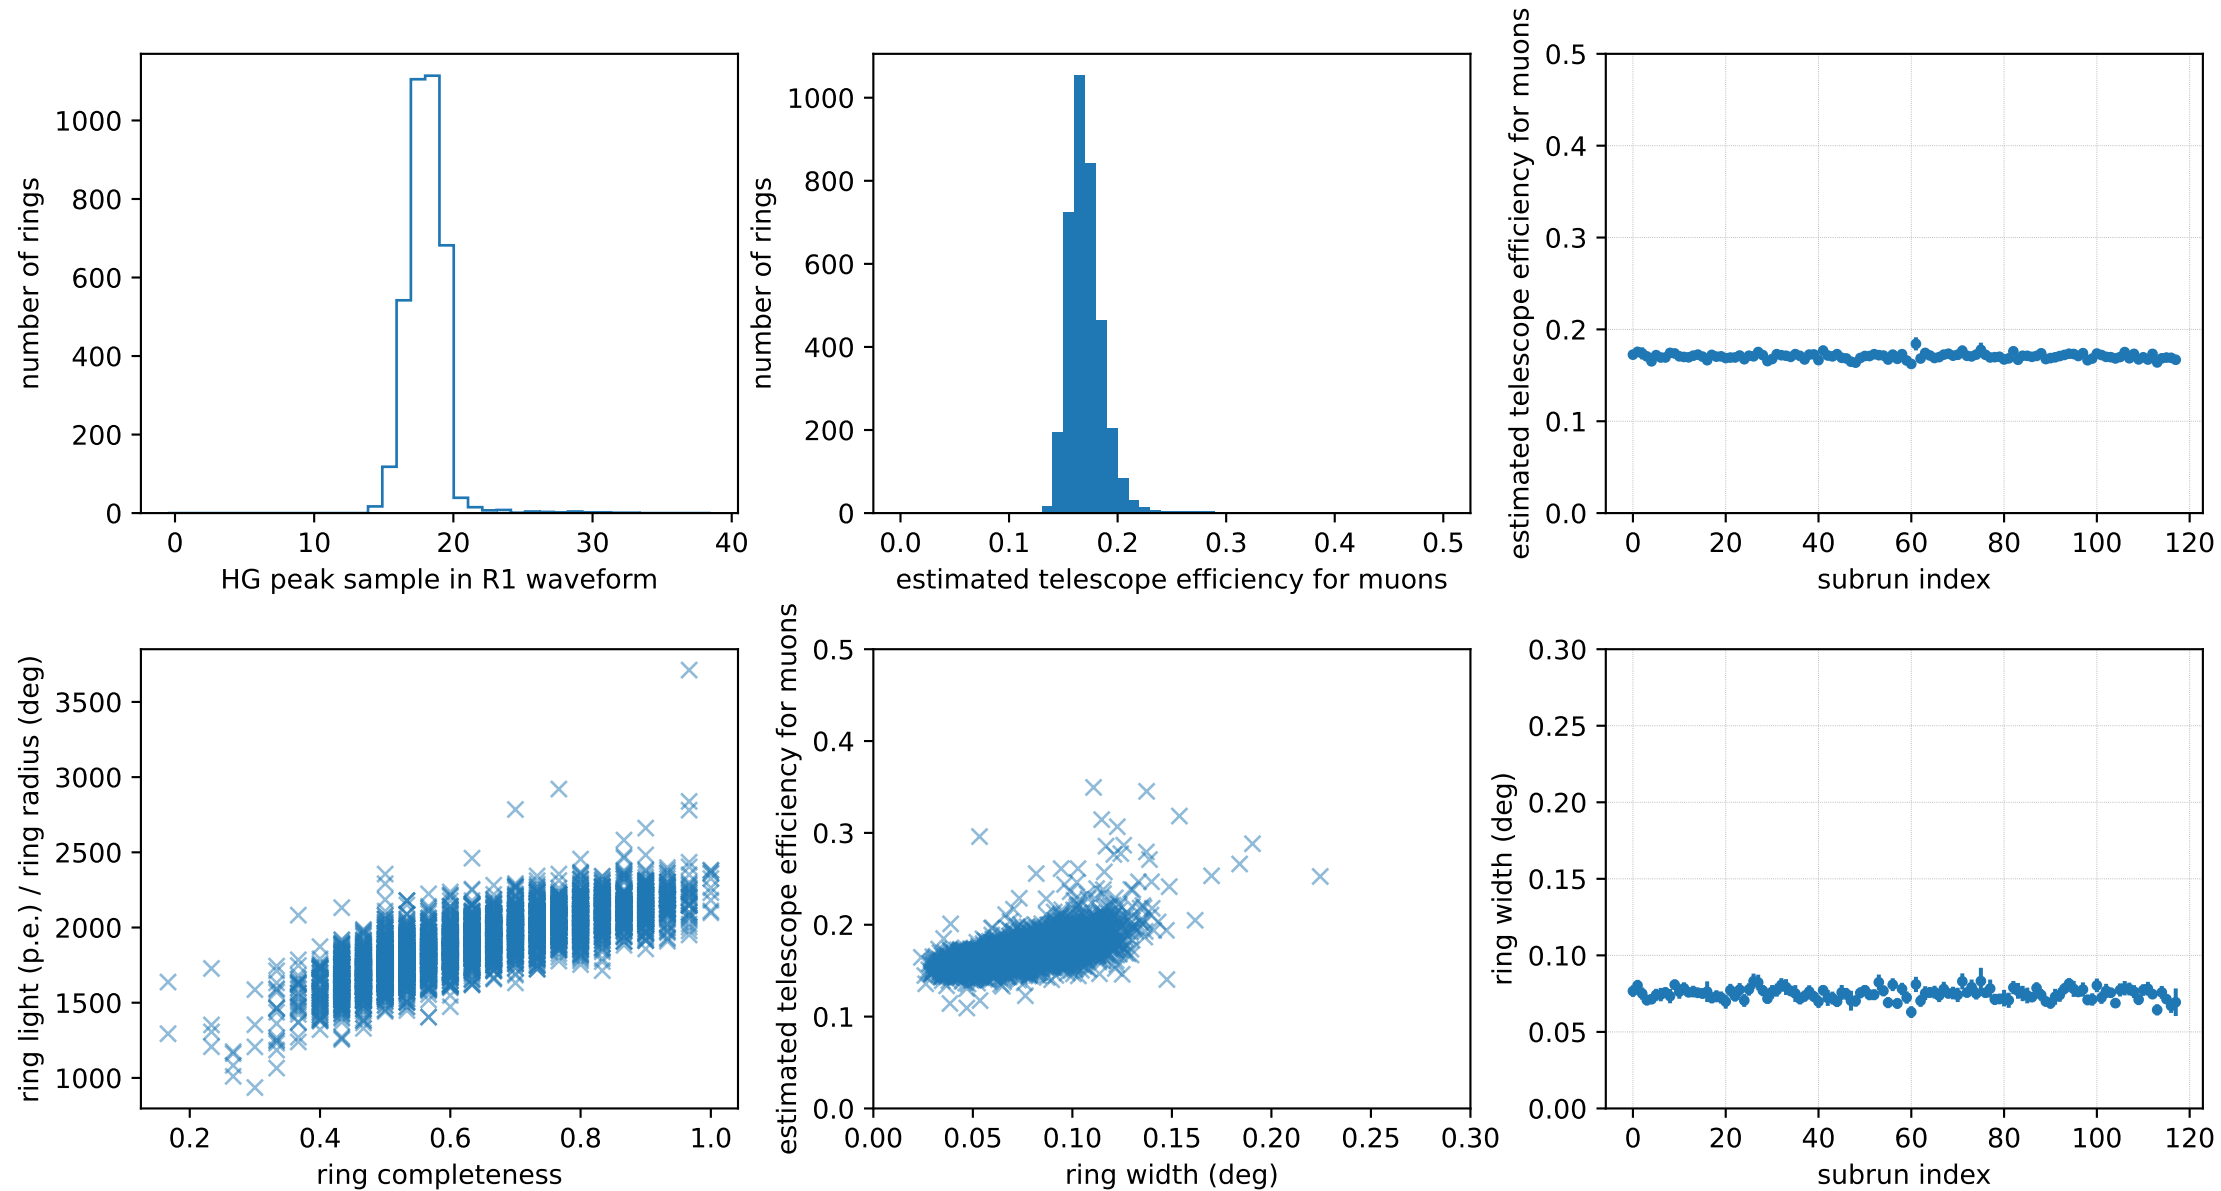 number of rings
1000
800
600
400
200
0
0 10 20 30 40
HG peak sample in R1 waveform
number of rings
1000
800
600
400
200
0
0.0 0.1 0.2 0.3 0.4 0.5
estimated telescope efficiency for muons
estimated telescope efficiency for muons
0.5
0.4
0.3
0.2
0.1
0.0
0 20 40 60 80 100 120
subrun index
ring light (p.e.) / ring radius (deg)
3500
3000
2500
2000
1500
1000
0.2 0.4 0.6 0.8 1.0
ring completeness
estimated telescope efficiency for muons
0.5
0.4
0.3
0.2
0.1
0.0
0.00 0.05 0.10 0.15 0.20 0.25 0.30
ring width (deg)
ring width (deg)
0.30
0.25
0.20
0.15
0.10
0.05
0.00
0 20 40 60 80 100 120
subrun index